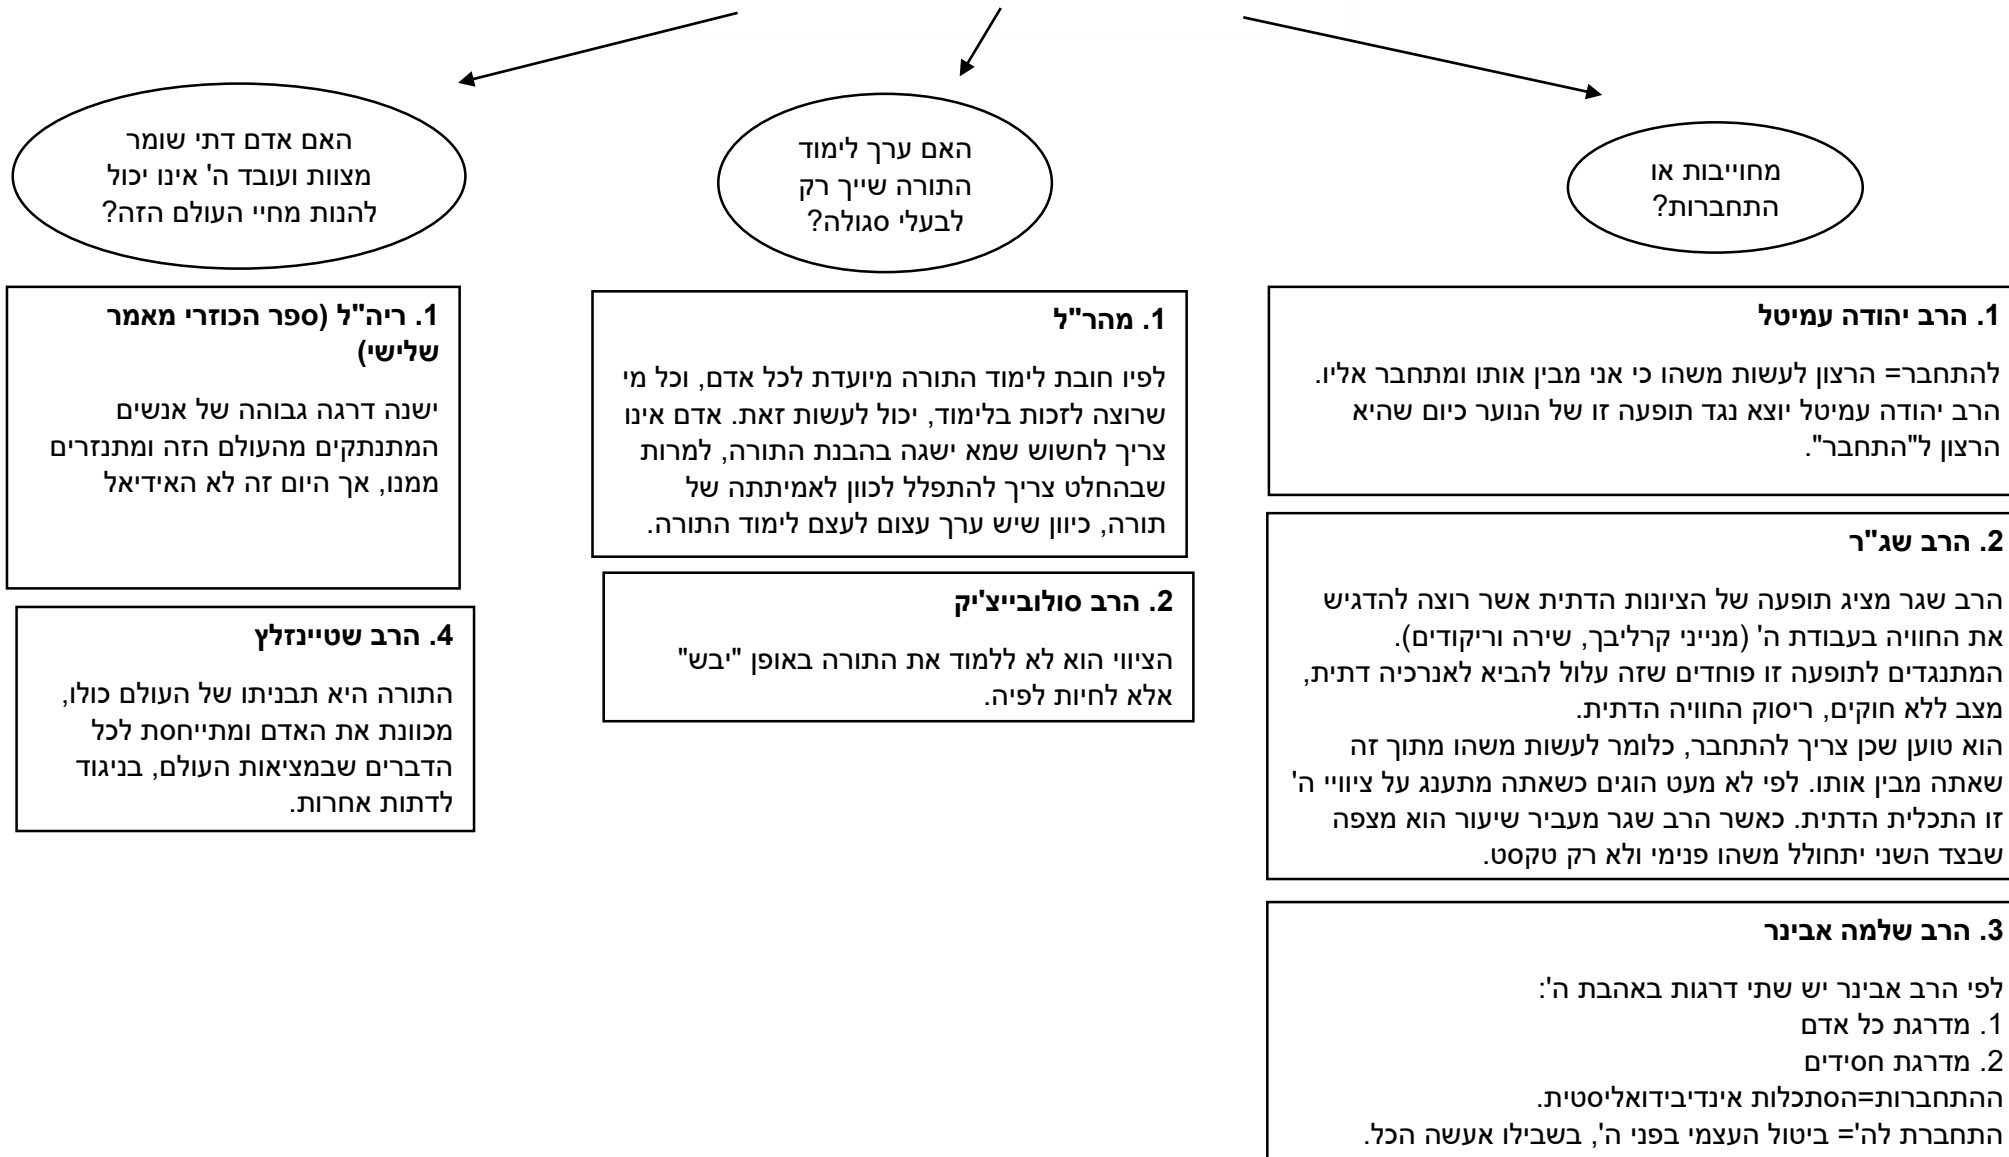 מחוייבות או
התחברות?
1. הרב יהודה עמיטל
להתחבר= הרצון לעשות משהו כי אני מבין אותו ומתחבר אליו.
הרב יהודה עמיטל יוצא נגד תופעה זו של הנוער כיום שהיא
הרצון ל"התחבר".
2. הרב שג"ר
הרב שגר מציג תופעה של הציונות הדתית אשר רוצה להדגיש
את החוויה בעבודת ה' (מנייני קרליבך, שירה וריקודים).
המתנגדים לתופעה זו פוחדים שזה עלול להביא לאנרכיה דתית,
מצב ללא חוקים, ריסוק החוויה הדתית.
הוא טוען שכן צריך להתחבר, כלומר לעשות משהו מתוך זה
שאתה מבין אותו. לפי לא מעט הוגים כשאתה מתענג על ציוויי ה'
זו התכלית הדתית. כאשר הרב שגר מעביר שיעור הוא מצפה
שבצד השני יתחולל משהו פנימי ולא רק טקסט.
3. הרב שלמה אבינר
לפי הרב אבינר יש שתי דרגות באהבת ה':
1. מדרגת כל אדם
2. מדרגת חסידים
ההתחברות=הסתכלות אינדיבידואליסטית.
התחברת לה'= ביטול העצמי בפני ה', בשבילו אעשה הכל.
האם ערך לימוד
התורה שייך רק
לבעלי סגולה?
1. מהר"ל
לפיו חובת לימוד התורה מיועדת לכל אדם, וכל מי
שרוצה לזכות בלימוד, יכול לעשות זאת. אדם אינו
צריך לחשוש שמא ישגה בהבנת התורה, למרות
שבהחלט צריך להתפלל לכוון לאמיתתה של
תורה, כיוון שיש ערך עצום לעצם לימוד התורה.
2. הרב סולובייצ'יק
הציווי הוא לא ללמוד את התורה באופן "יבש"
אלא לחיות לפיה.
האם אדם דתי שומר
מצוות ועובד ה' אינו יכול
להנות מחיי העולם הזה?
1. ריה"ל (ספר הכוזרי מאמר
שלישי)
ישנה דרגה גבוהה של אנשים
המתנתקים מהעולם הזה ומתנזרים
ממנו, אך היום זה לא האידיאל
4. הרב שטיינזלץ
התורה היא תבניתו של העולם כולו,
מכוונת את האדם ומתייחסת לכל
הדברים שבמציאות העולם, בניגוד
לדתות אחרות.